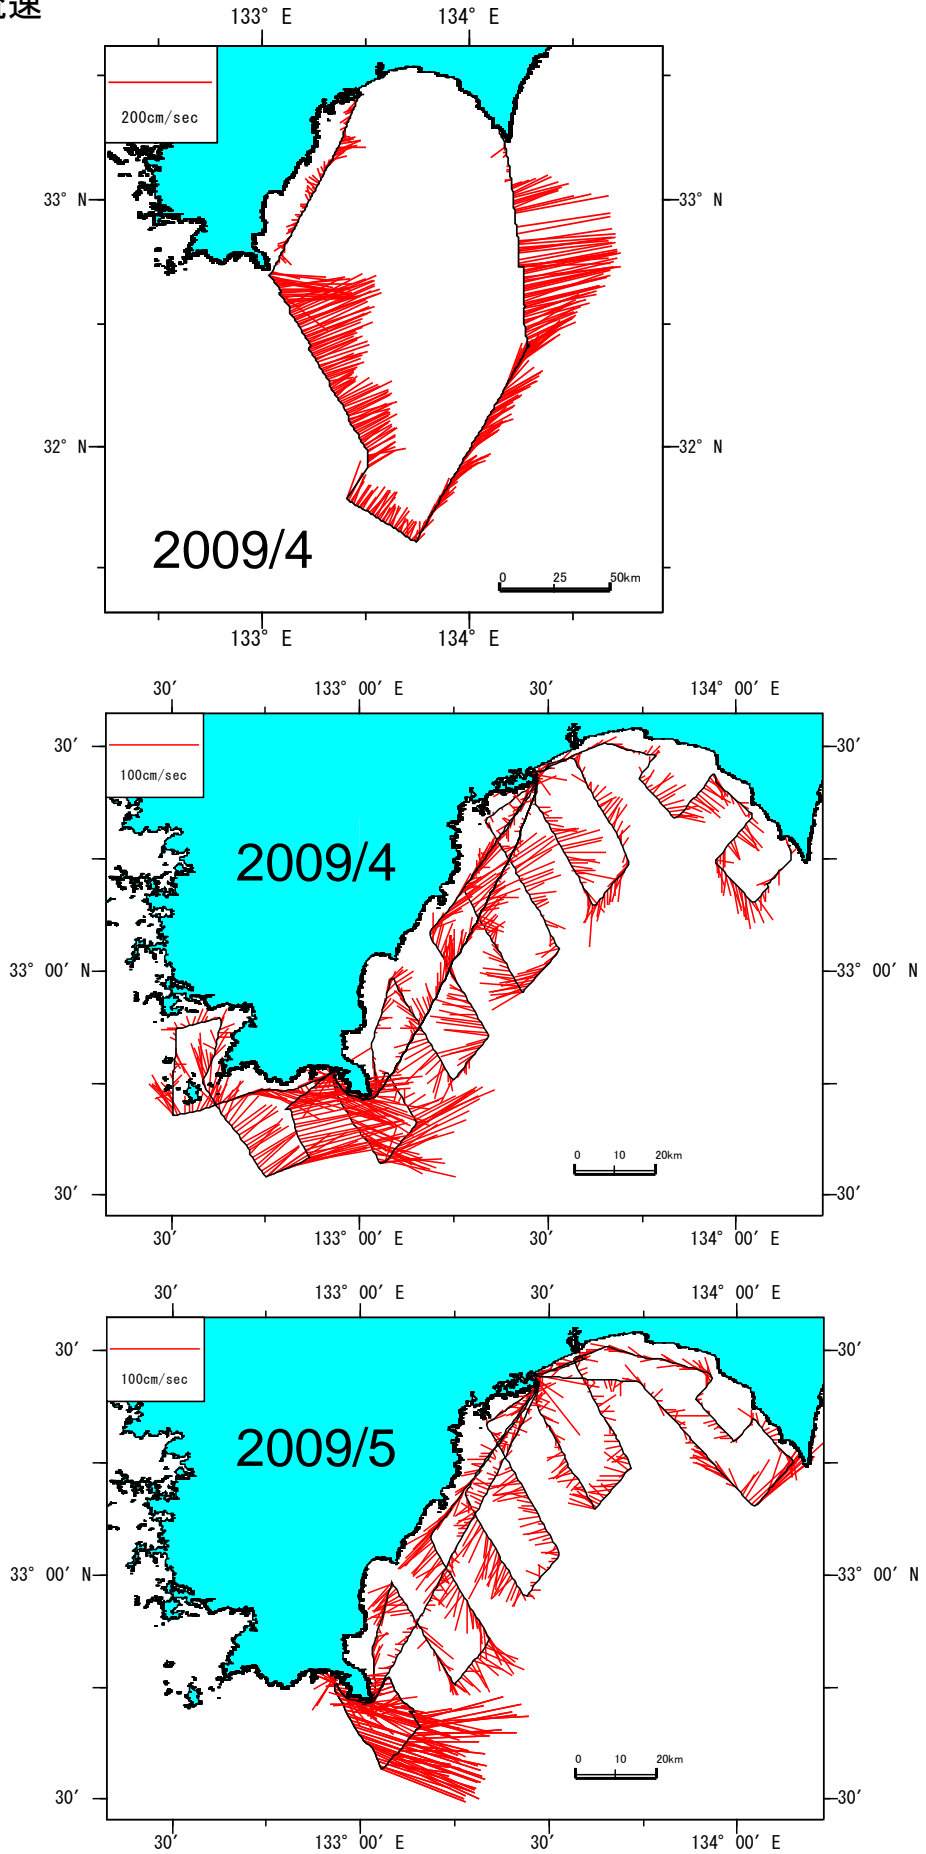 速
133° E 134° E
200cm/sec
33° N 33° N
32° N 32° N
2009/4
0 25 50km
133° E 134° E
30′ 133° 00′ E 30′ 134° 00′ E
30′ 30′
100cm/sec
2009/4
33° 00′ N 33° 00′ N
0 10 20km
30′ 30′
30′ 133° 00′ E 30′ 134° 00′ E
30′ 133° 00′ E 30′ 134° 00′ E
30′ 30′
100cm/sec
2009/5
33° 00′ N 33° 00′ N
0 10 20km
30′ 30′
30′ 133° 00′ E 30′ 134° 00′ E